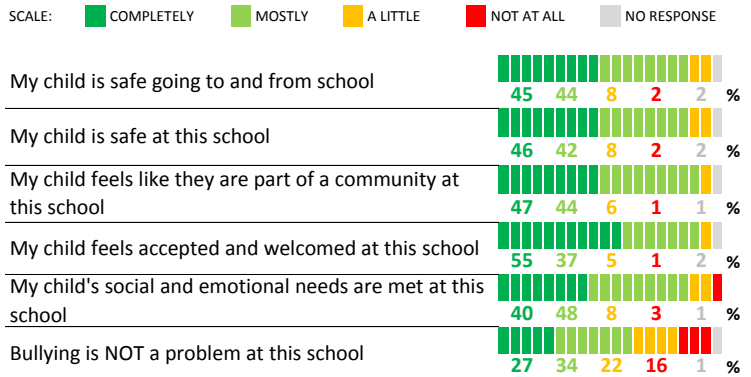 SCALE: COMPLETELY MOSTLY A LITTLE NOT AT ALL NO RESPONSE
My child is safe going to and from school
45 44 8 2 2 %
My child is safe at this school
46 42 8 2 2 %
My child feels like they are part of a community at
this school
47 44 6 1 1 %
My child feels accepted and welcomed at this school
55 37 5 1 2 %
My child's social and emotional needs are met at this
school
40 48 8 3 1 %
Bullying is NOT a problem at this school
27 34 22 16 1 %